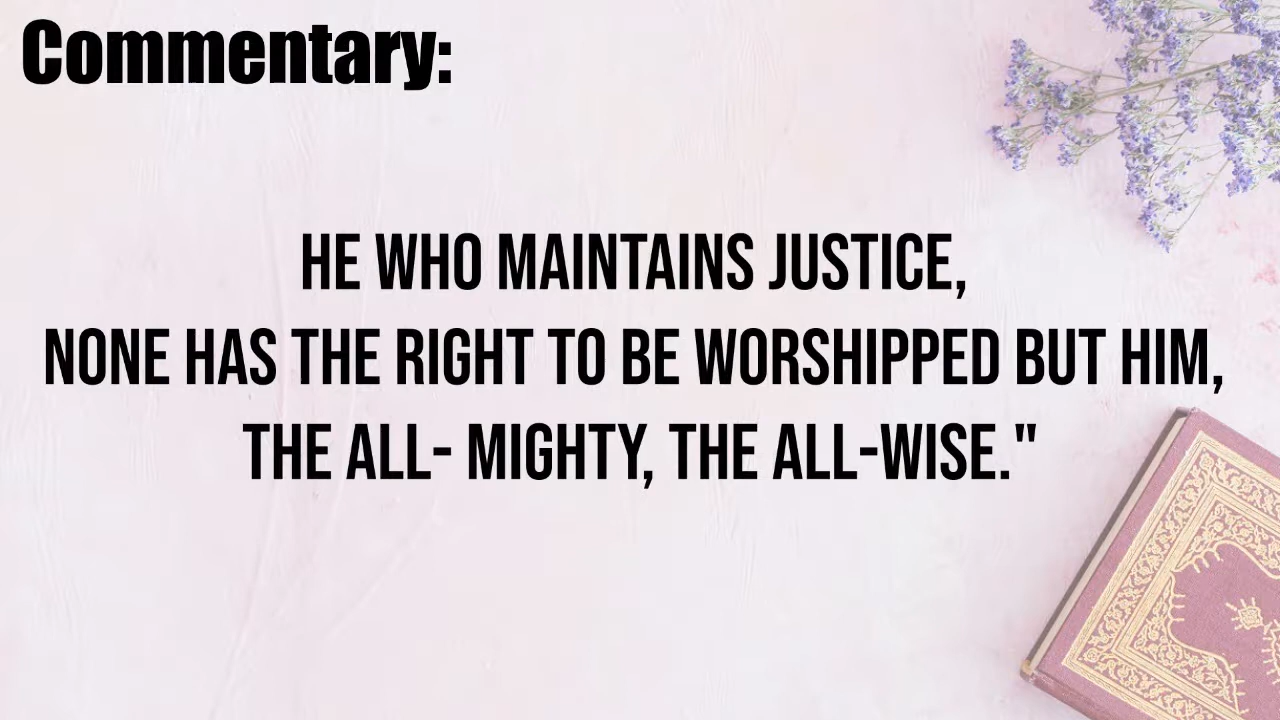 Commentary:
HE WHO MAINTAINS JUSTICE,
NONE HAS THE RIGHT TO BE WORSHIPPED BUT HIM,
THE ALL- MIGHTY, THE ALL-WISE."